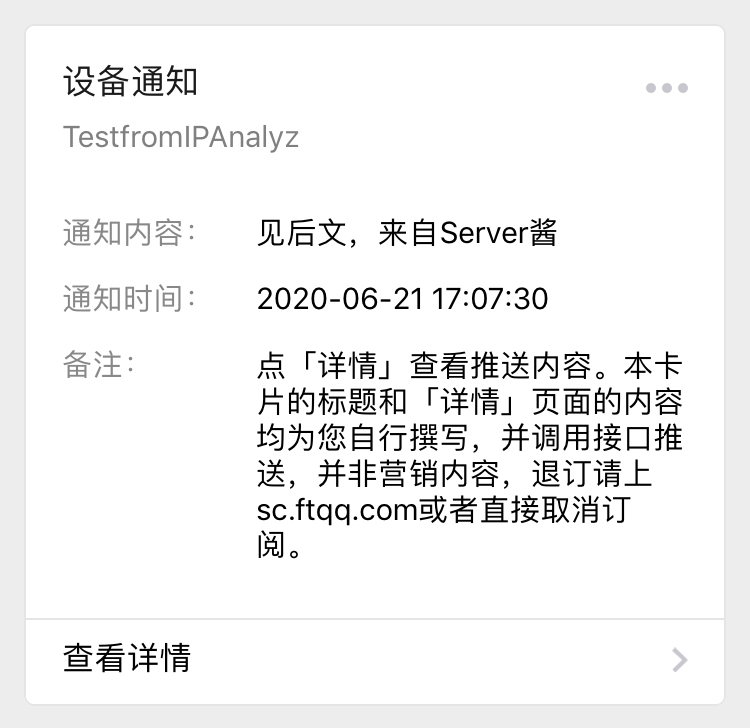 设备通知
TestfromIPAnalyz
通知内容： 见后文，来自Server酱
通知时间： 2020-06-21 17:07:30
备注： 点「详情」查看推送内容。本卡
片的标题和「详情」页面的内容
均为您自行撰写，并调用接口推
送，并非营销内容，退订请上
sc.ftqq.com或者直接取消订
阅。
查看详情